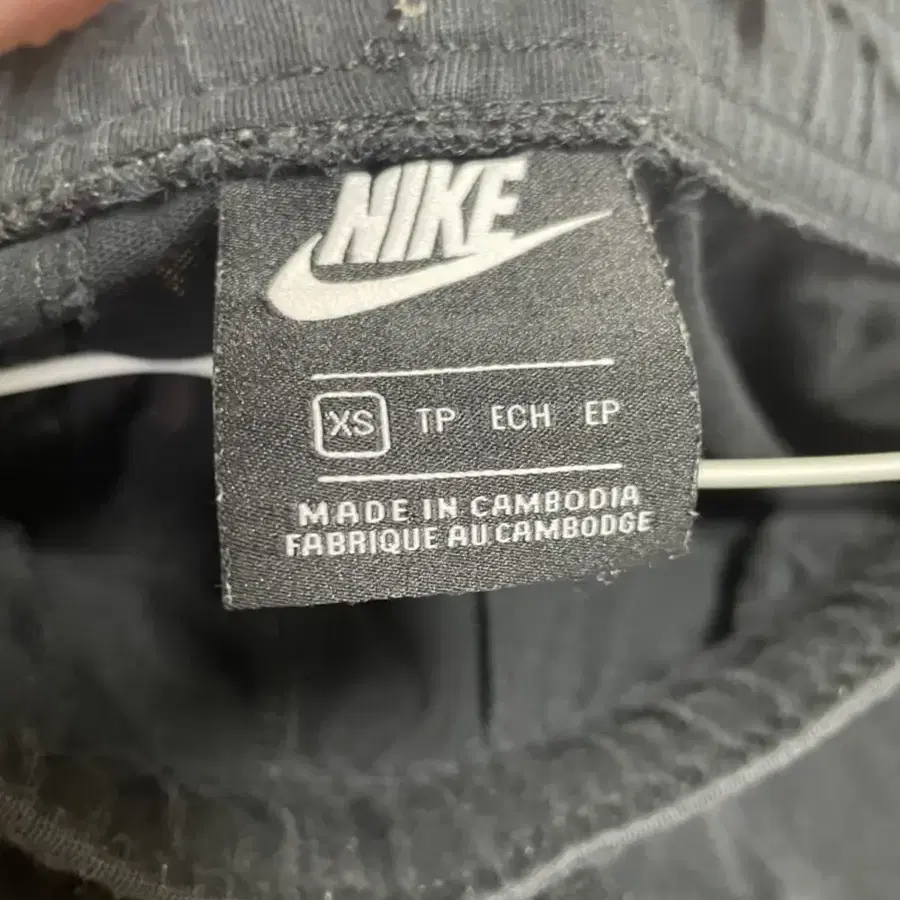 NIKE
XS TP ECH EP
MADE IN CAMBODIA
FABRIQUE AU CAMBODGE